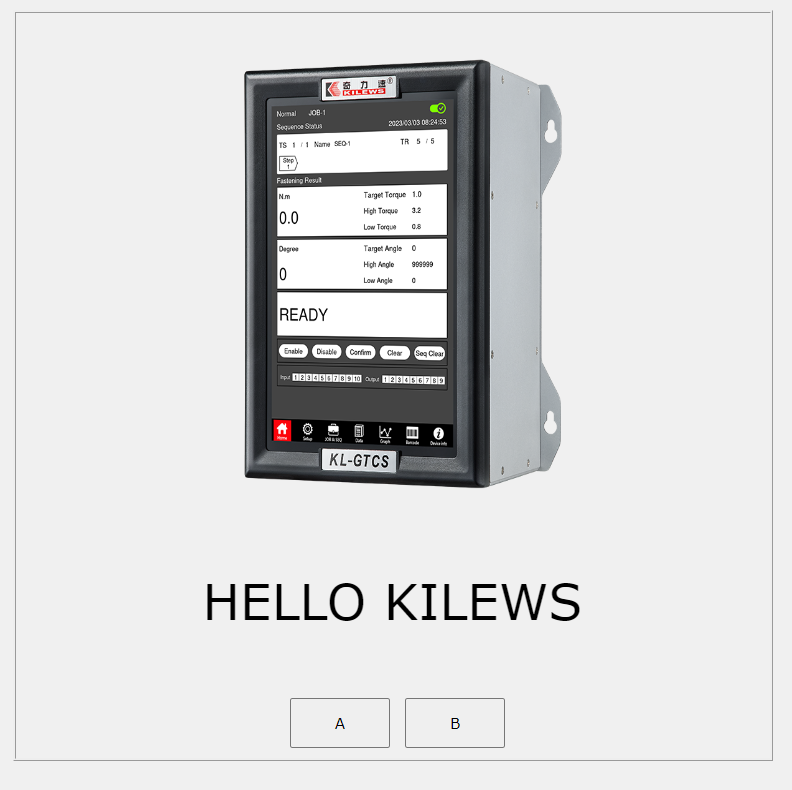 奇力速®
KILEWS
Normal JOB-1
Sequence Status 2023/03/03 08:24:53
TS 1 / 1 Name SEQ-1 TR 5 / 5
Step
1
Fastening Result
N.m
0.0
Target Torque 1.0
High Torque 3.2
Low Torque 0.8
Degree
0
Target Angle 0
High Angle 999999
Low Angle 0
READY
Enable Disable Confirm Clear Seq Clear
Input 1 2 3 4 5 6 7 8 9 10 Output 1 2 3 4 5 6 7 8 9
Home Setup JOB & SEQ Data Graph Barcode Device info
KL-GTCS
HELLO KILEWS
A B